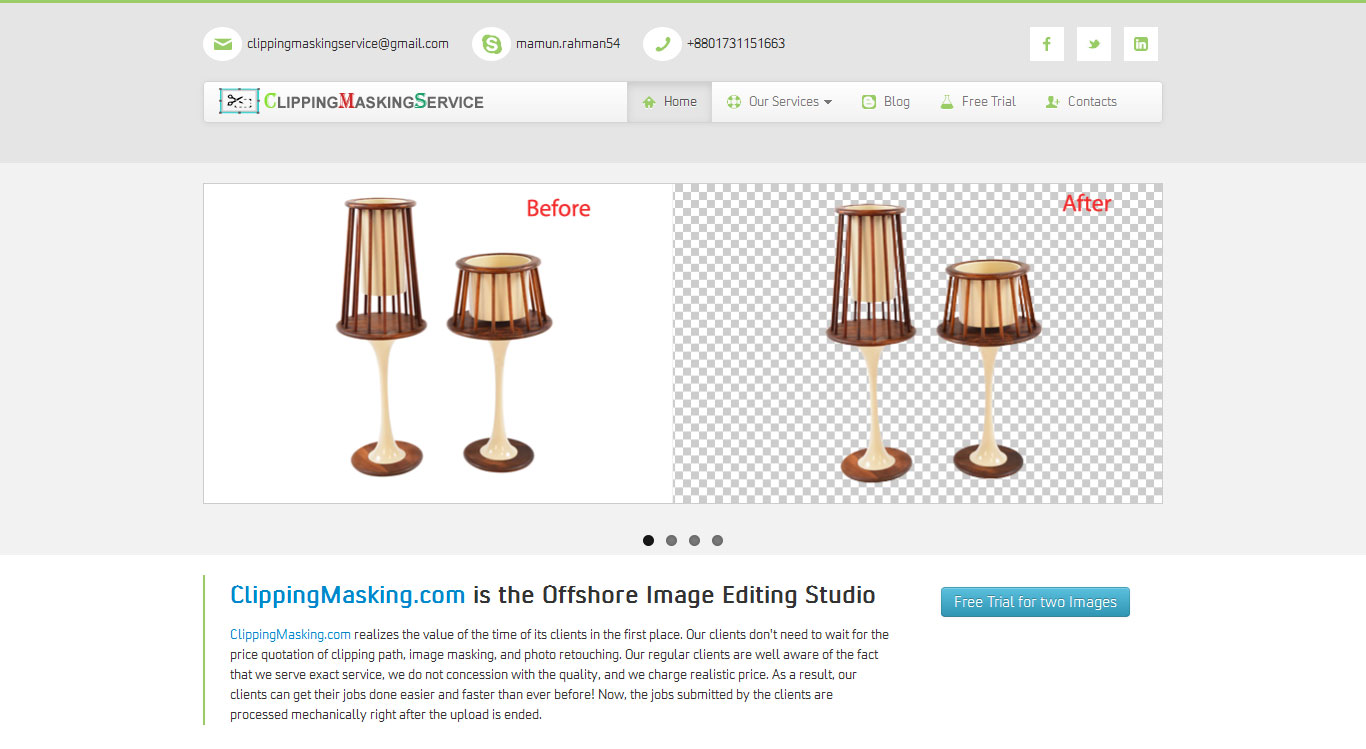 clippingmaskingservice@gmail.com
mamun.rahman54
+8801731151663
ClippingMaskingService
Home
Our Services
Blog
Free Trial
Contacts
Before
After
ClippingMasking.com is the Offshore Image Editing Studio
Free Trial for two Images
ClippingMasking.com realizes the value of the time of its clients in the first place. Our clients don't need to wait for the
price quotation of clipping path, image masking, and photo retouching. Our regular clients are well aware of the fact
that we serve exact service, we do not concession with the quality, and we charge realistic price. As a result, our
clients can get their jobs done easier and faster than ever before! Now, the jobs submitted by the clients are
processed mechanically right after the upload is ended.